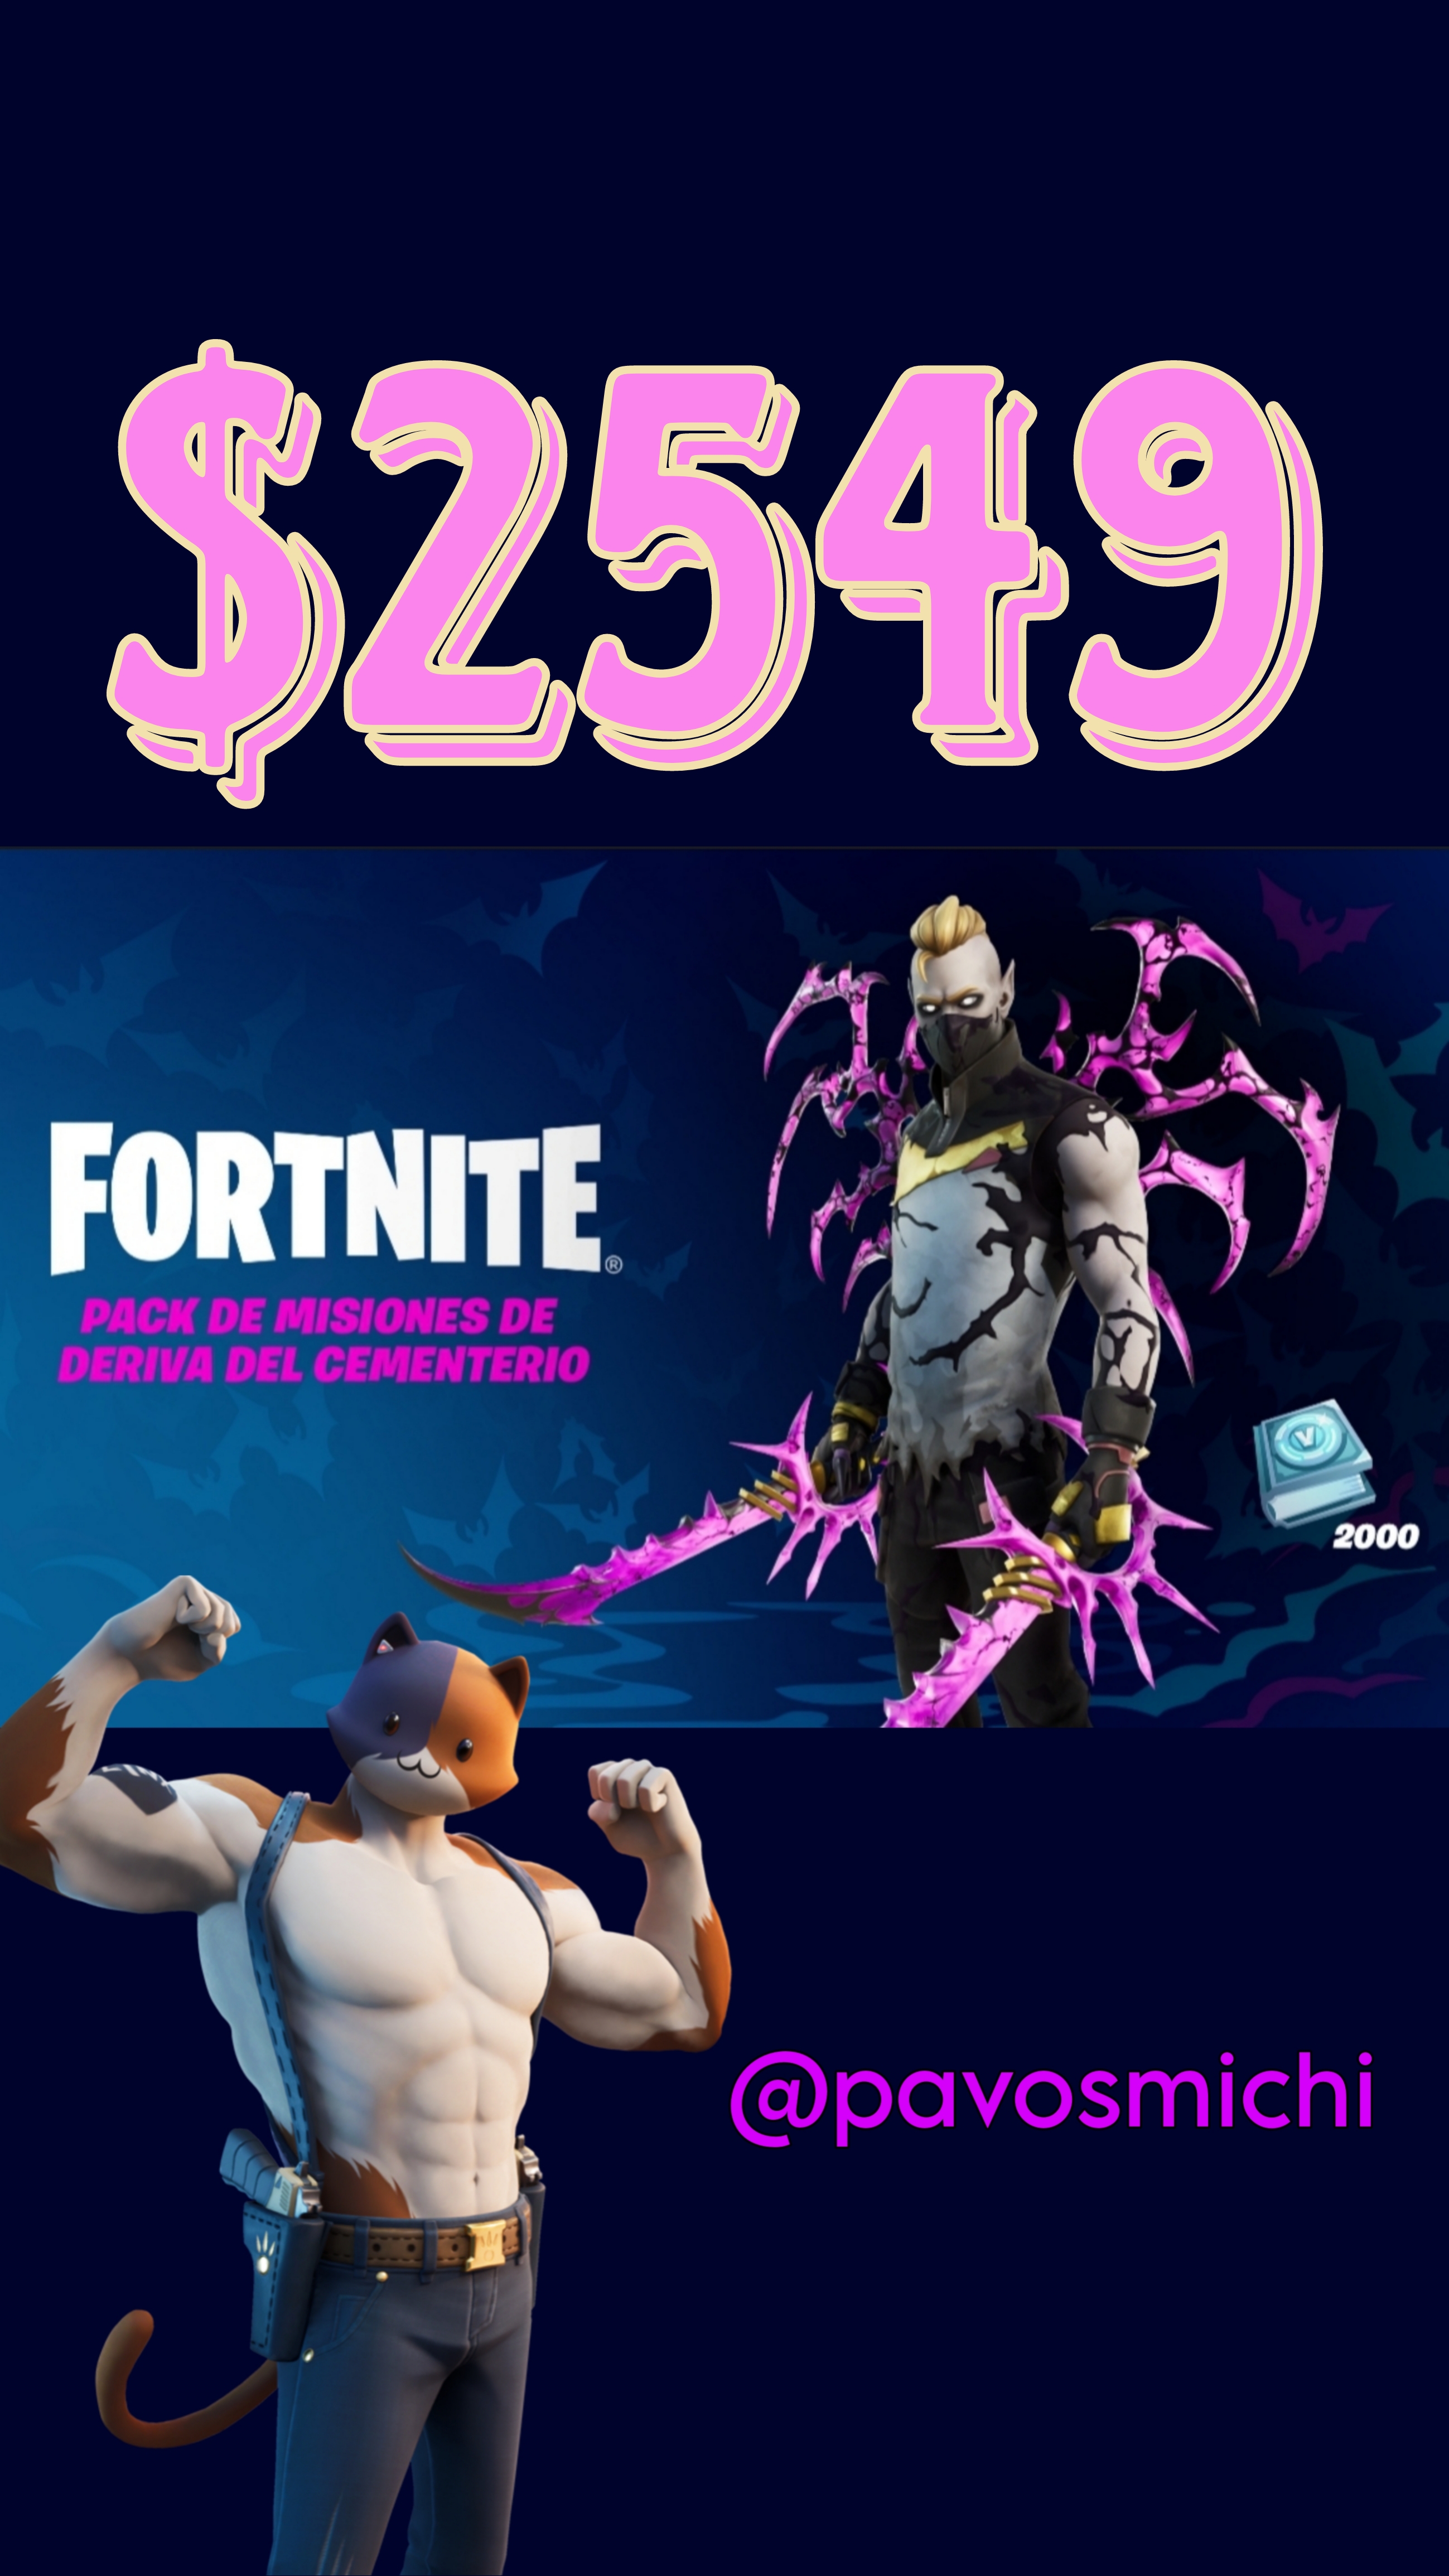 $2549
FORTNITE®
PACK DE MISIONES DE
DERIVA DEL CEMENTERIO
V
2000
@pavosmichi